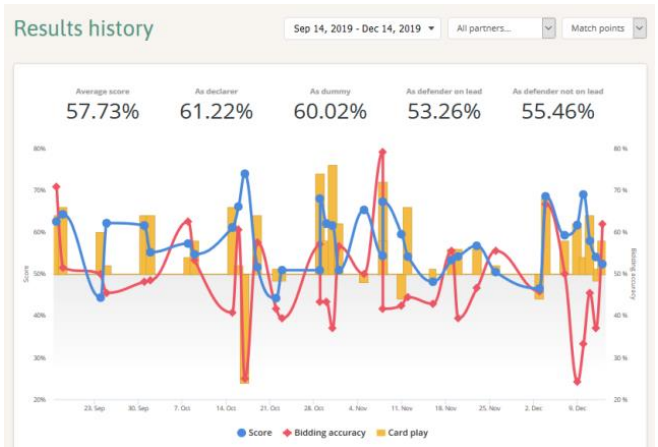 Results history
Sep 14, 2019 - Dec 14, 2019
All partners...
Match points
Average score
57.73%
As declarer
61.22%
As dummy
60.02%
As defender on lead
53.26%
As defender not on lead
55.46%
80%
70%
60%
50%
40%
30%
20%
Score
80 %
70 %
60 %
50 %
40 %
30 %
20 %
Bidding accuracy
23. Sep
30. Sep
7. Oct
14. Oct
21. Oct
28. Oct
4. Nov
11. Nov
18. Nov
25. Nov
2. Dec
9. Dec
Score Bidding accuracy Card play